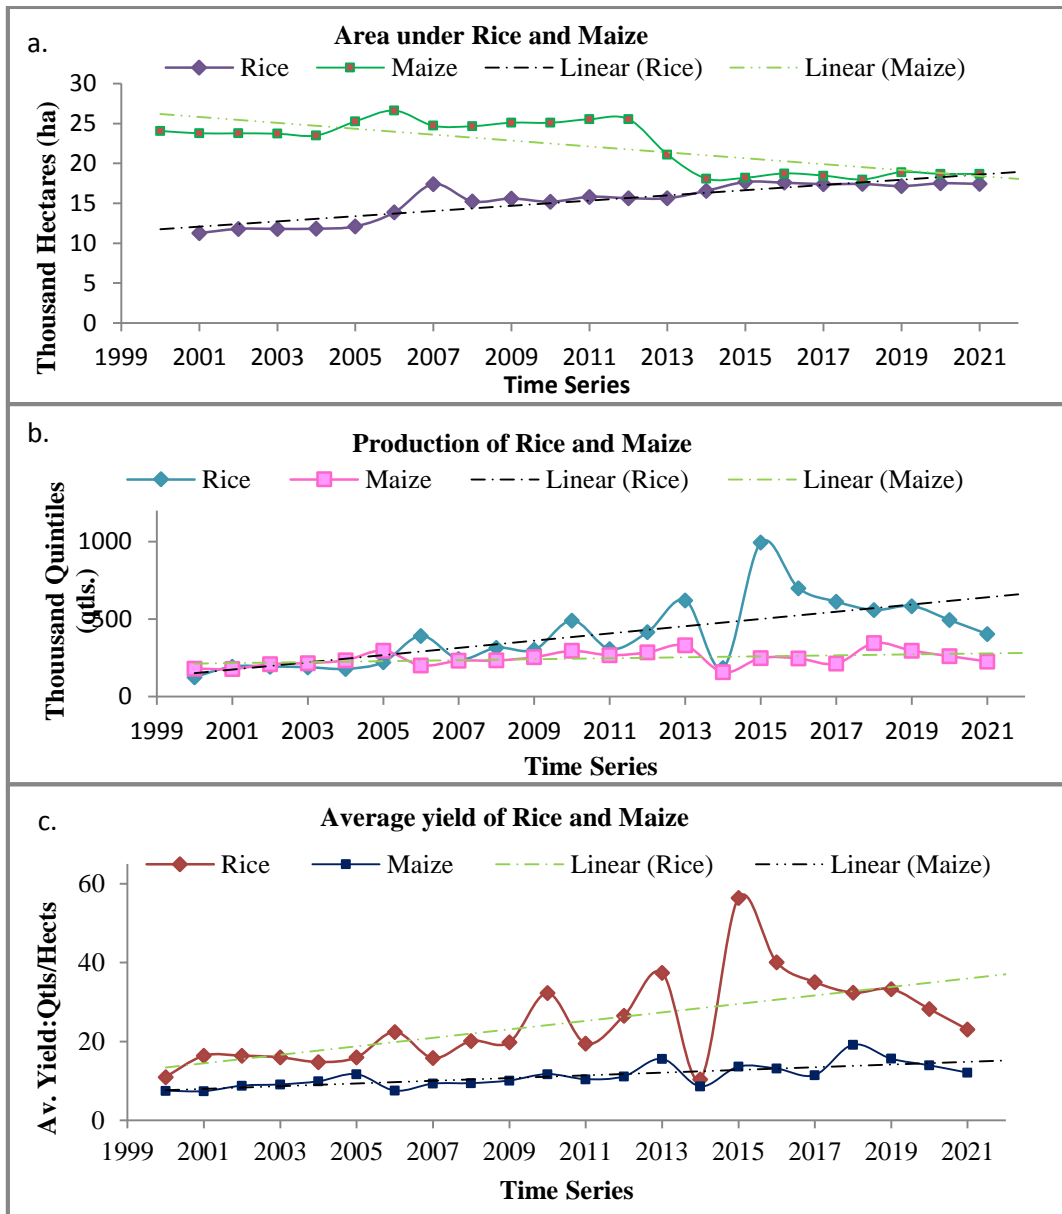 a.
Area under Rice and Maize
Rice Maize Linear (Rice) Linear (Maize)
Thousand Hectares (ha)
30
25
20
15
10
5
0
1999 2001 2003 2005 2007 2009 2011 2013 2015 2017 2019 2021
Time Series
b.
Production of Rice and Maize
Rice Maize Linear (Rice) Linear (Maize)
Thouusand Quintiles
(qtls.)
1000
500
0
1999 2001 2003 2005 2007 2009 2011 2013 2015 2017 2019 2021
Time Series
c.
Average yield of Rice and Maize
Rice Maize Linear (Rice) Linear (Maize)
Av. Yield:Qtls/Hects
60
40
20
0
1999 2001 2003 2005 2007 2009 2011 2013 2015 2017 2019 2021
Time Series